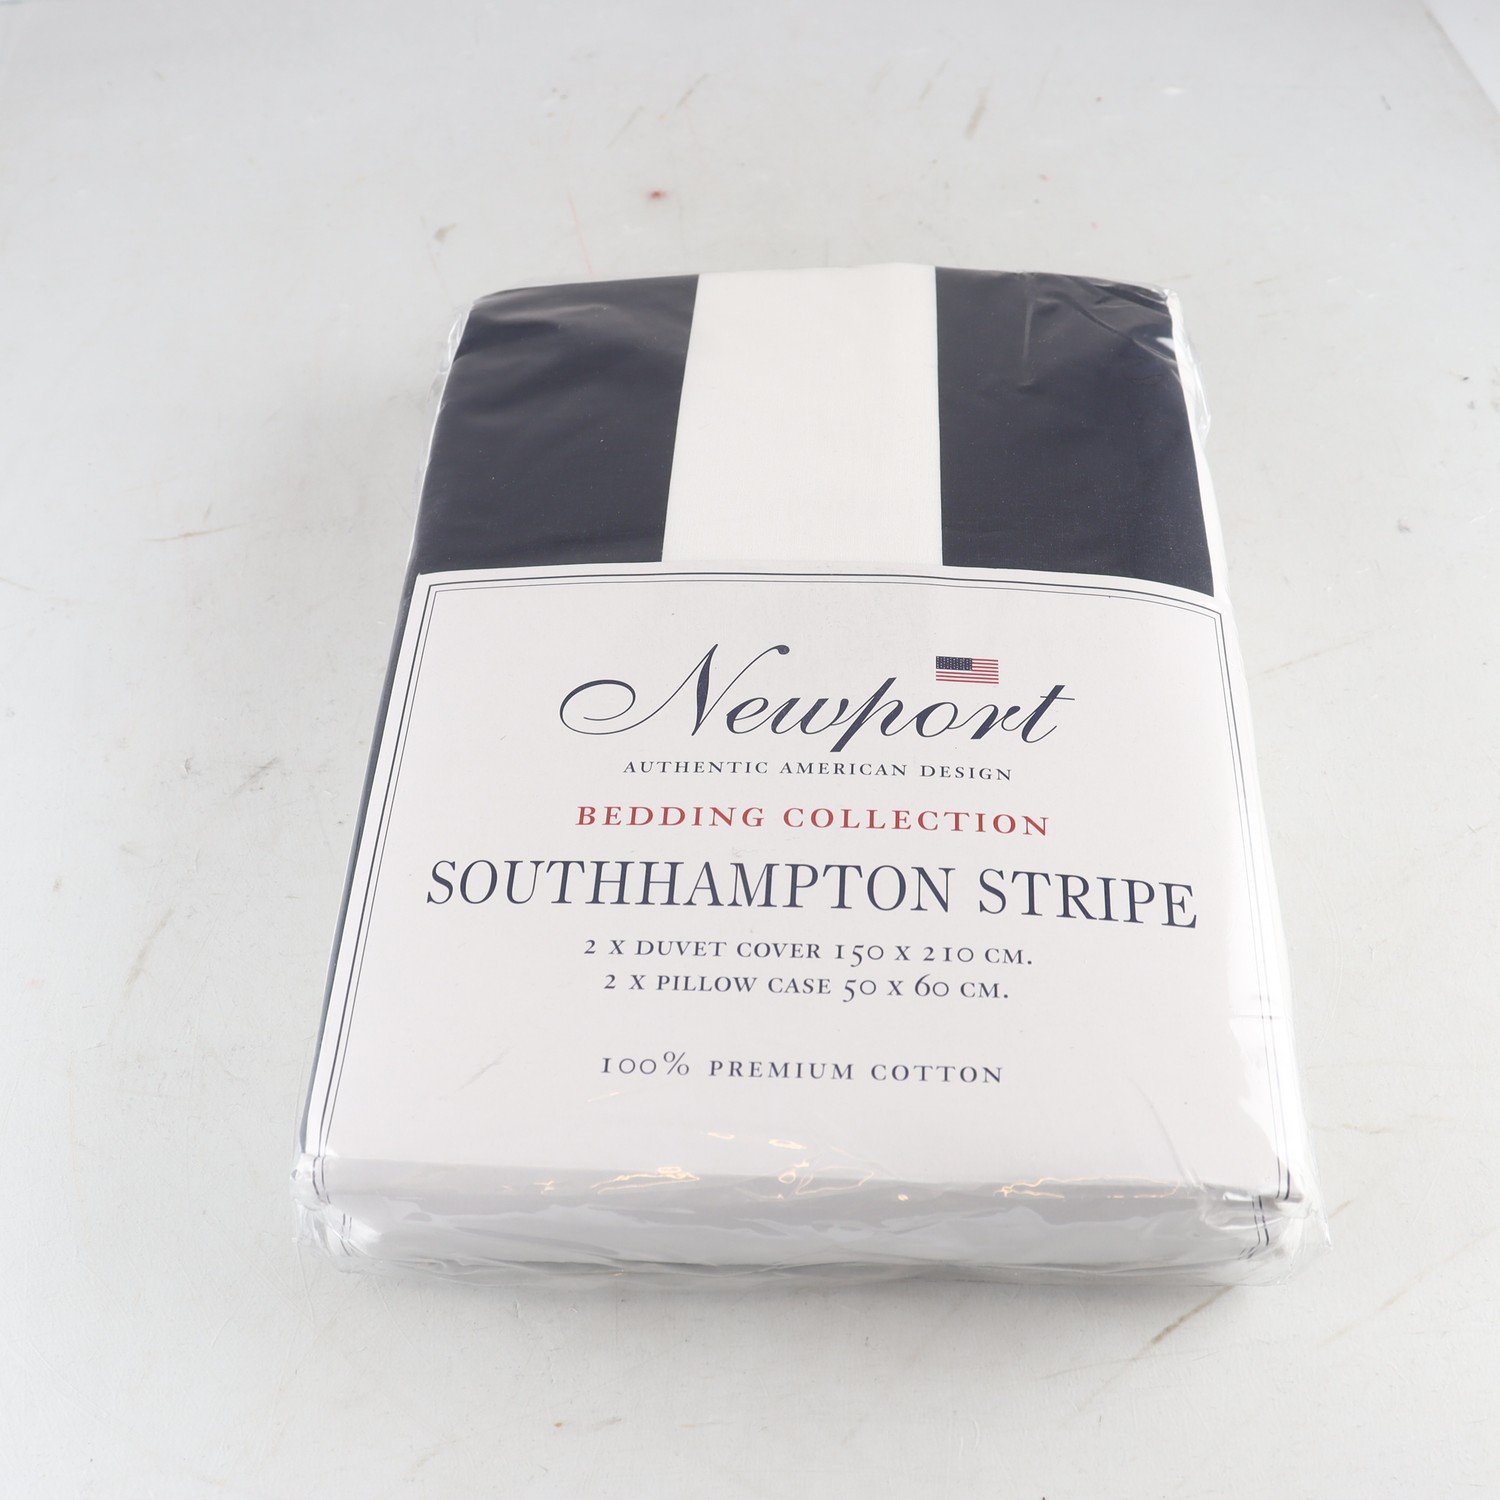 Newport
AUTHENTIC AMERICAN DESIGN
BEDDING COLLECTION
SOUTHHAMPTON STRIPE
2 X DUVET COVER 150 X 210 CM.
2 X PILLOW CASE 50 X 60 CM.
100% PREMIUM COTTON